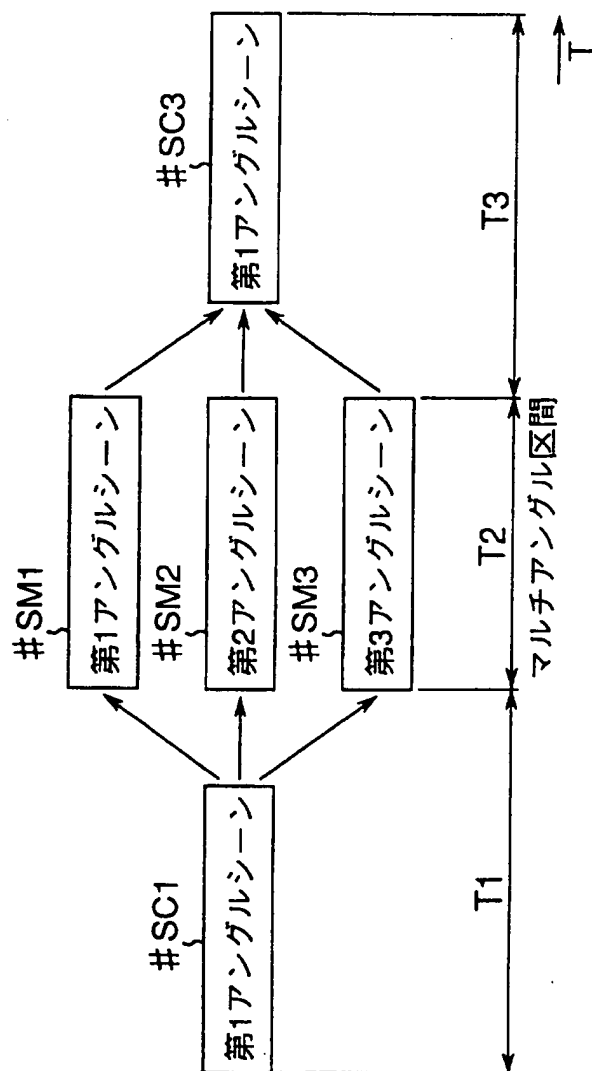 #SC1
第1アングルシーン
#SM1
第1アングルシーン
#SM2
第2アングルシーン
#SM3
第3アングルシーン
#SC3
第1アングルシーン
T1
T2
T3
マルチアングル区間
T